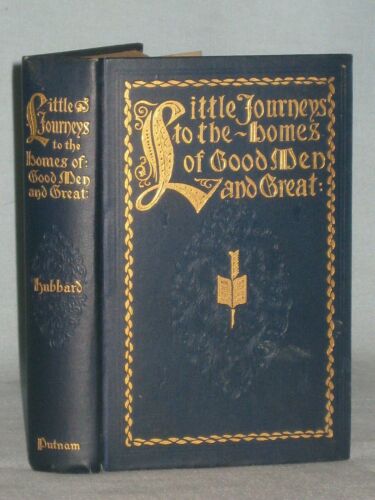 Little
Journeys
to the
Homes of:
Good Men
and Great:
Hubbard
Putnam
Little Journeys
to the Homes
of Good Men
and Great: